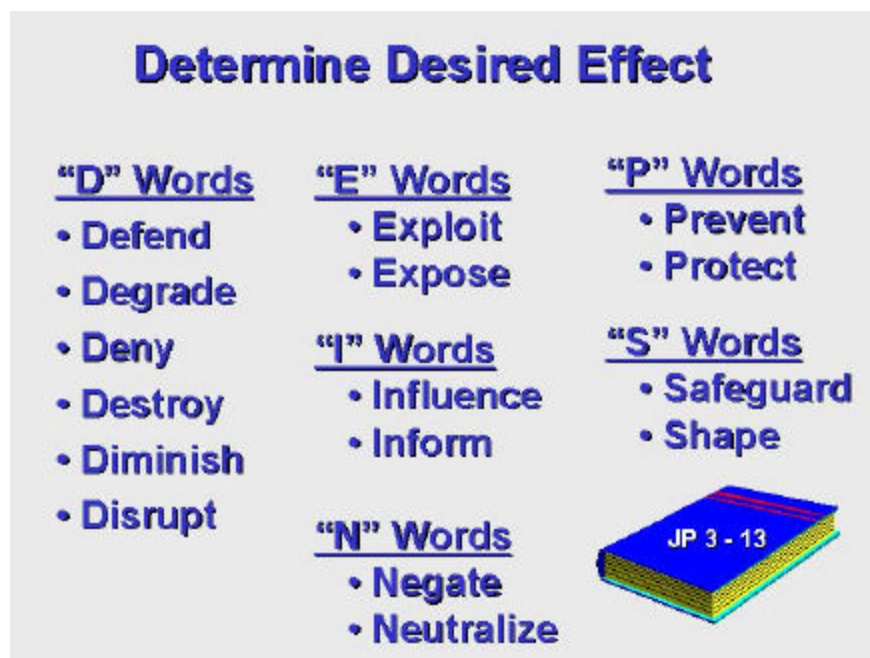 Determine Desired Effect
“D” Words
• Defend
• Degrade
• Deny
• Destroy
• Diminish
• Disrupt
“E” Words
• Exploit
• Expose
“I” Words
• Influence
• Inform
“N” Words
• Negate
• Neutralize
“P” Words
• Prevent
• Protect
“S” Words
• Safeguard
• Shape
JP 3 - 13